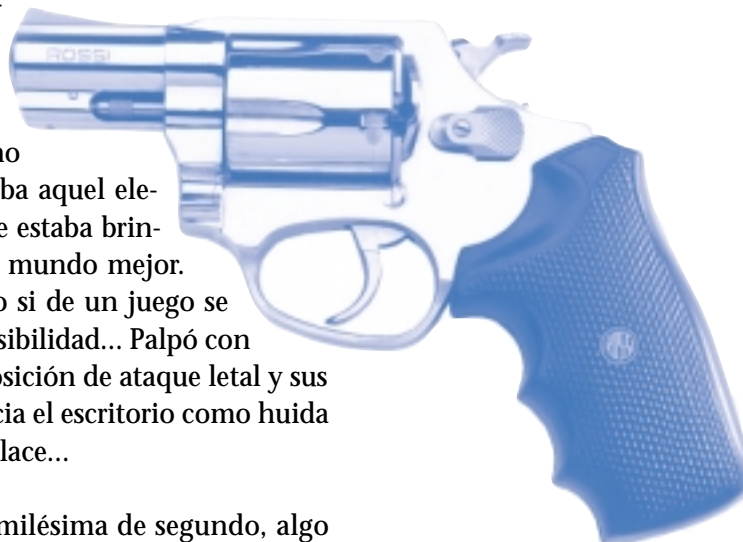 ROSSI
no
ba aquel ele-
e estaba brin-
mundo mejor.
o si de un juego se
sibilidad... Palpó con
osición de ataque letal y sus
cia el escritorio como huida
lace...
milésima de segundo, algo